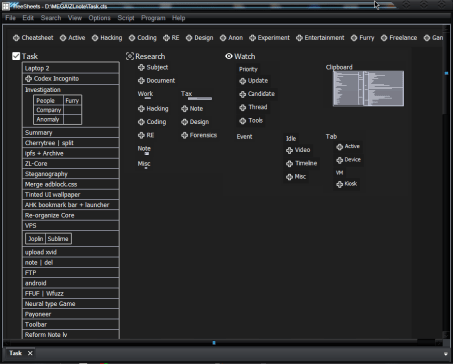 TreeSheets - D:\MEGA\ZLnote\Task.cts
File Edit Search View Options Script Program Help
Cheatsheet Active Hacking Coding RE Design Anon Experiment Entertainment Furry Freelance Gam
Task
Laptop 2
Codex Incognito
Investigation
People Furry
Company
Anomaly
Summary
Cherrytree | split
ipfs + Archive
ZL-Core
Steganography
Merge adblock.css
Tinted UI wallpaper
AHK bookmark bar + launcher
Re-organize Core
VPS
Joplin Sublime
upload xvid
note | del
FTP
android
FFUF | Wfuzz
Neural type Game
Payoneer
Toolbar
Reform Note lv
Research
Subject
Document
Work Tax
Hacking Note
Coding Design
RE Forensics
Note
Misc
Watch
Priority
Update
Candidate
Thread
Tools
Event
Idle
Video
Timeline
Misc
Clipboard
Tab
Active
Device
VM
Kiosk
Task X